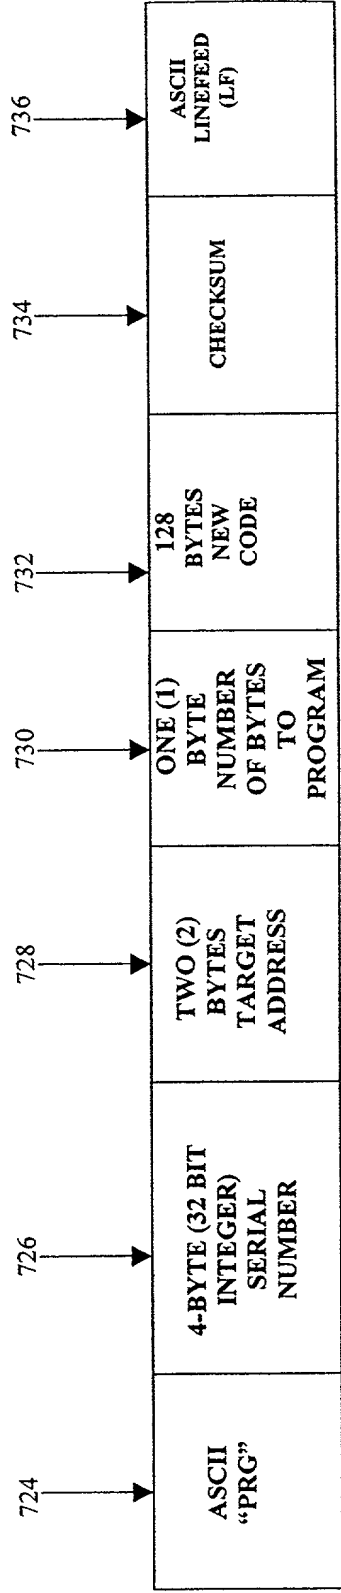 724
726
728
730
732
734
736
ASCII
“PRG”
4-BYTE (32 BIT
INTEGER)
SERIAL
NUMBER
TWO (2)
BYTES
TARGET
ADDRESS
ONE (1)
BYTE
NUMBER
OF BYTES
TO
PROGRAM
128
BYTES
NEW
CODE
CHECKSUM
ASCII
LINEFEED
(LF)